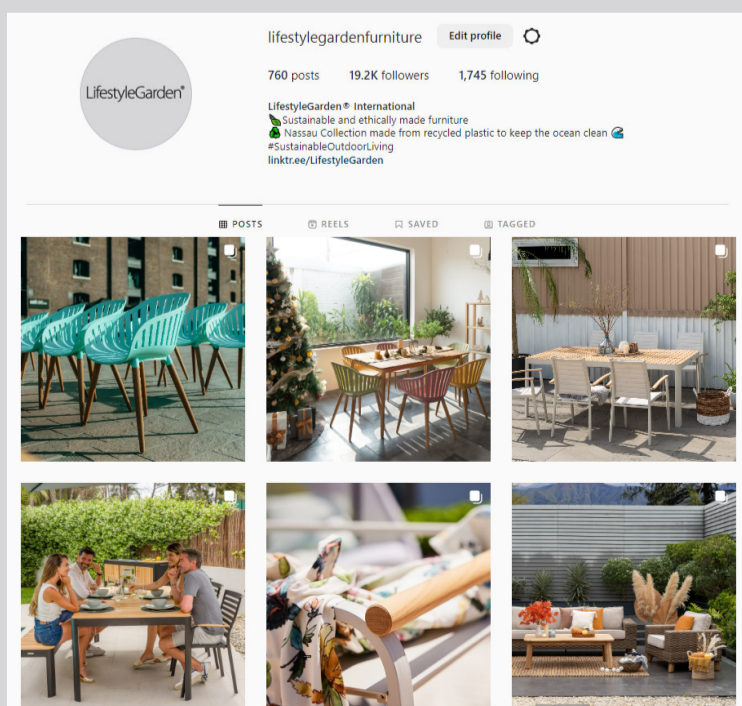 LifestyleGarden®
lifestylegardenfurniture
Edit profile
760 posts 19.2K followers 1,745 following
LifestyleGarden® International
Sustainable and ethically made furniture
Nassau Collection made from recycled plastic to keep the ocean clean
#SustainableOutdoorLiving
linktr.ee/LifestyleGarden
POSTS REELS SAVED TAGGED